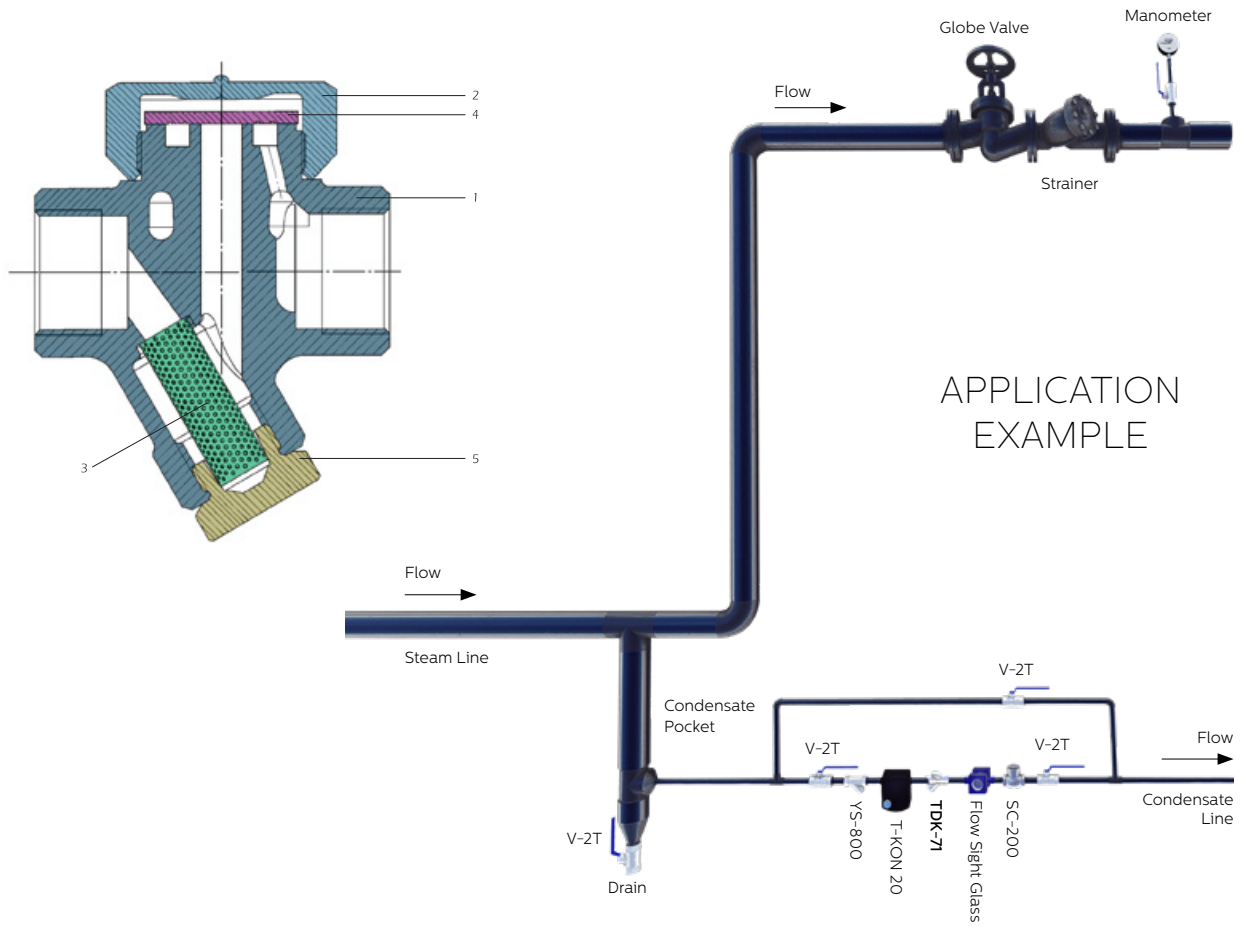 2
4
1
3
5
Globe Valve
Manometer
Flow
Strainer
APPLICATION
EXAMPLE
Flow
Steam Line
Condensate
Pocket
V-2T
V-2T
V-2T
Flow
Condensate
Line
YS-800
T-KON 20
TDK-71
Flow Sight Glass
SC-200
V-2T
Drain